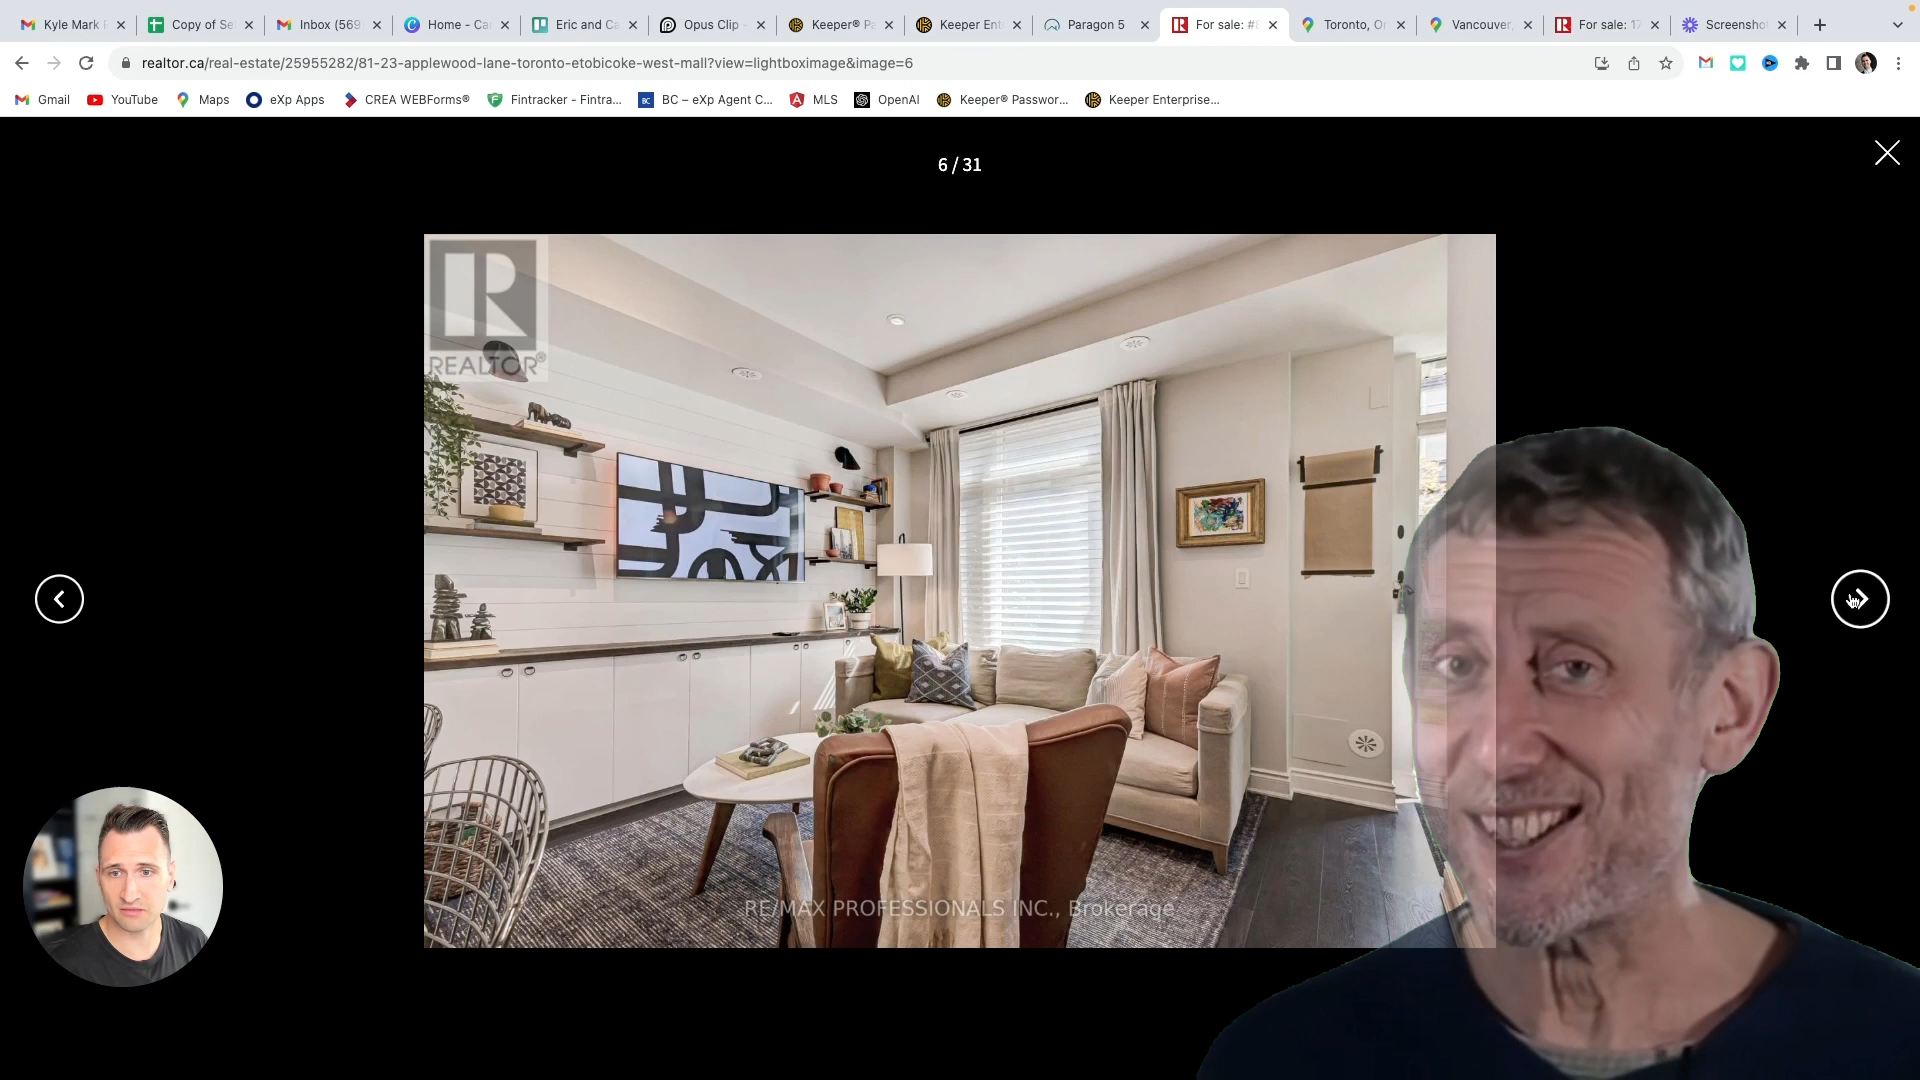 Kyle Mark
Copy of Se
Inbox (569
Home - Ca
Eric and Ca
Opus Clip -
Keeper® Pa
Keeper Ent
Paragon 5
For sale: #8
Toronto, O
Vancouver,
For sale: 17
Screensho
realtor.ca/real-estate/25955282/81-23-applewood-lane-toronto-etobicoke-west-mall?view=lightboximage&image=6
Gmail
YouTube
Maps
eXp Apps
CREA WEBForms®
Fintracker - Fintra...
BC – eXp Agent C...
MLS
OpenAI
Keeper® Passwor...
Keeper Enterprise...
6 / 31
REALTOR®
RE/MAX PROFESSIONALS INC., Brokerage